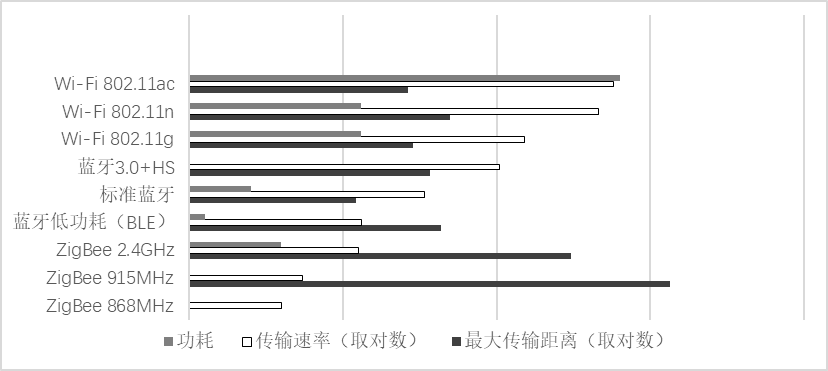 Wi-Fi 802.11ac
Wi-Fi 802.11n
Wi-Fi 802.11g
蓝牙3.0+HS
标准蓝牙
蓝牙低功耗（BLE）
ZigBee 2.4GHz
ZigBee 915MHz
ZigBee 868MHz
功耗 传输速率（取对数） 最大传输距离（取对数）